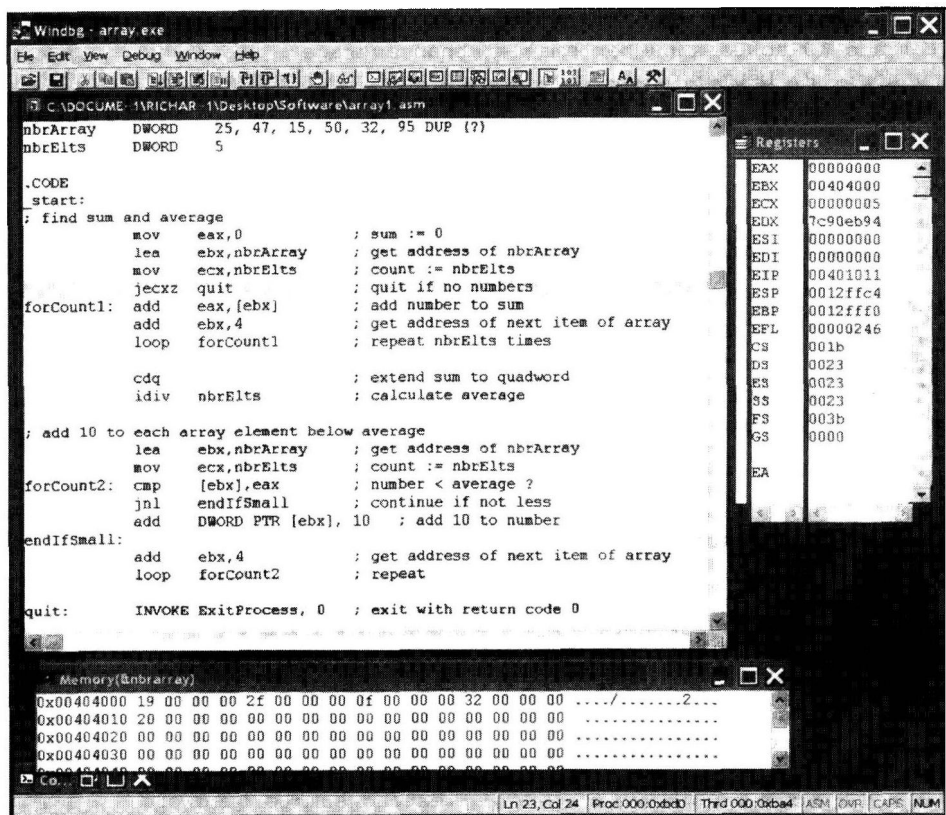 Windbg - array.exe
File Edit View Debug Window Help
C:\DOCUME~1\RICHAR~1\Desktop\Software\array1.asm
nbrArray DWORD 25, 47, 15, 50, 32, 95 DUP (?)
nbrElts DWORD 5
.CODE
_start:
; find sum and average
mov eax,0 ; sum := 0
lea ebx,nbrArray ; get address of nbrArray
mov ecx,nbrElts ; count := nbrElts
jecxz quit ; quit if no numbers
forCount1: add eax,[ebx] ; add number to sum
add ebx,4 ; get address of next item of array
loop forCount1 ; repeat nbrElts times
cdq ; extend sum to quadword
idiv nbrElts ; calculate average
; add 10 to each array element below average
lea ebx,nbrArray ; get address of nbrArray
mov ecx,nbrElts ; count := nbrElts
forCount2: cmp [ebx],eax ; number < average ?
jnl endIfSmall ; continue if not less
add DWORD PTR [ebx], 10 ; add 10 to number
endIfSmall:
add ebx,4 ; get address of next item of array
loop forCount2 ; repeat
quit: INVOKE ExitProcess, 0 ; exit with return code 0
Registers
EAX 00000000
EBX 00404000
ECX 00000005
EDX 7c90eb94
ESI 00000000
EDI 00000000
EIP 00401011
ESP 0012ffc4
EBP 0012fff0
EFL 00000246
CS 001b
DS 0023
ES 0023
SS 0023
FS 003b
GS 0000
EA
Memory(&nbrarray)
0x00404000 19 00 00 00 2f 00 00 00 0f 00 00 00 32 00 00 00 ..../.......2...
0x00404010 20 00 00 00 00 00 00 00 00 00 00 00 00 00 00 00 ................
0x00404020 00 00 00 00 00 00 00 00 00 00 00 00 00 00 00 00 ................
0x00404030 00 00 00 00 00 00 00 00 00 00 00 00 00 00 00 00 ................
Co...
Ln 23, Col 24 Proc 000:0xbd0 Thrd 000:0xba4 ASM OVR CAPS NUM